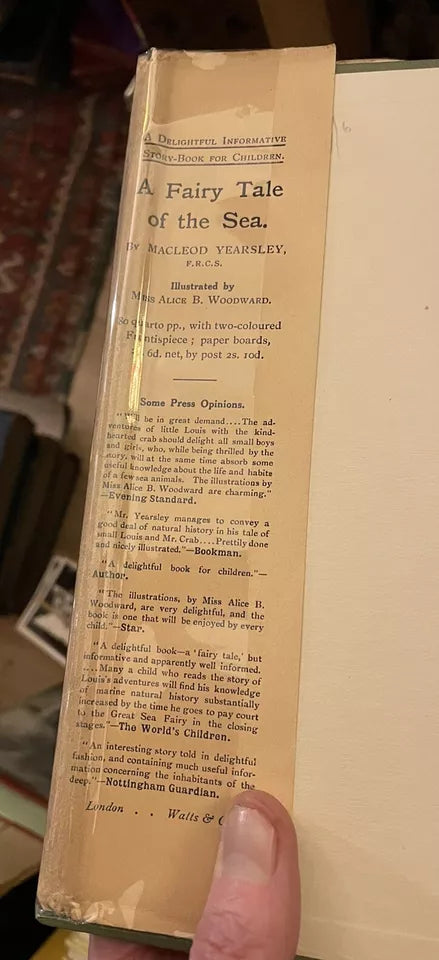 A Delightful Informative
Story-Book for Children.
A Fairy Tale
of the Sea.
By MACLEOD YEARSLEY,
F.R.C.S.
Illustrated by
Miss Alice B. Woodward.
80 quarto pp., with two-coloured
Frontispiece; paper boards,
6d. net, by post 2s. 10d.
Some Press Opinions.
"Will be in great demand....The ad-
ventures of little Louis with the kind-
hearted crab should delight all small boys
and girls, who, while being thrilled by the
story, will at the same time absorb some
useful knowledge about the life and habits
of a few sea animals. The illustrations by
Miss Alice B. Woodward are charming."
—Evening Standard.
"Mr. Yearsley manages to convey a
good deal of natural history in his tale of
small Louis and Mr. Crab....Prettily done
and nicely illustrated."—Bookman.
"A delightful book for children."—
Author.
"The illustrations, by Miss Alice B.
Woodward, are very delightful, and the
book is one that will be enjoyed by every
child."—Star.
"A delightful book—a 'fairy tale,' but
informative and apparently well informed.
....Many a child who reads the story of
Louis's adventures will find his knowledge
of marine natural history substantially
increased by the time he goes to pay court
to the Great Sea Fairy in the closing
stages."—The World's Children.
"An interesting story told in delightful
fashion, and containing much useful infor-
mation concerning the inhabitants of the
deep."—Nottingham Guardian.
London . . Watts & C